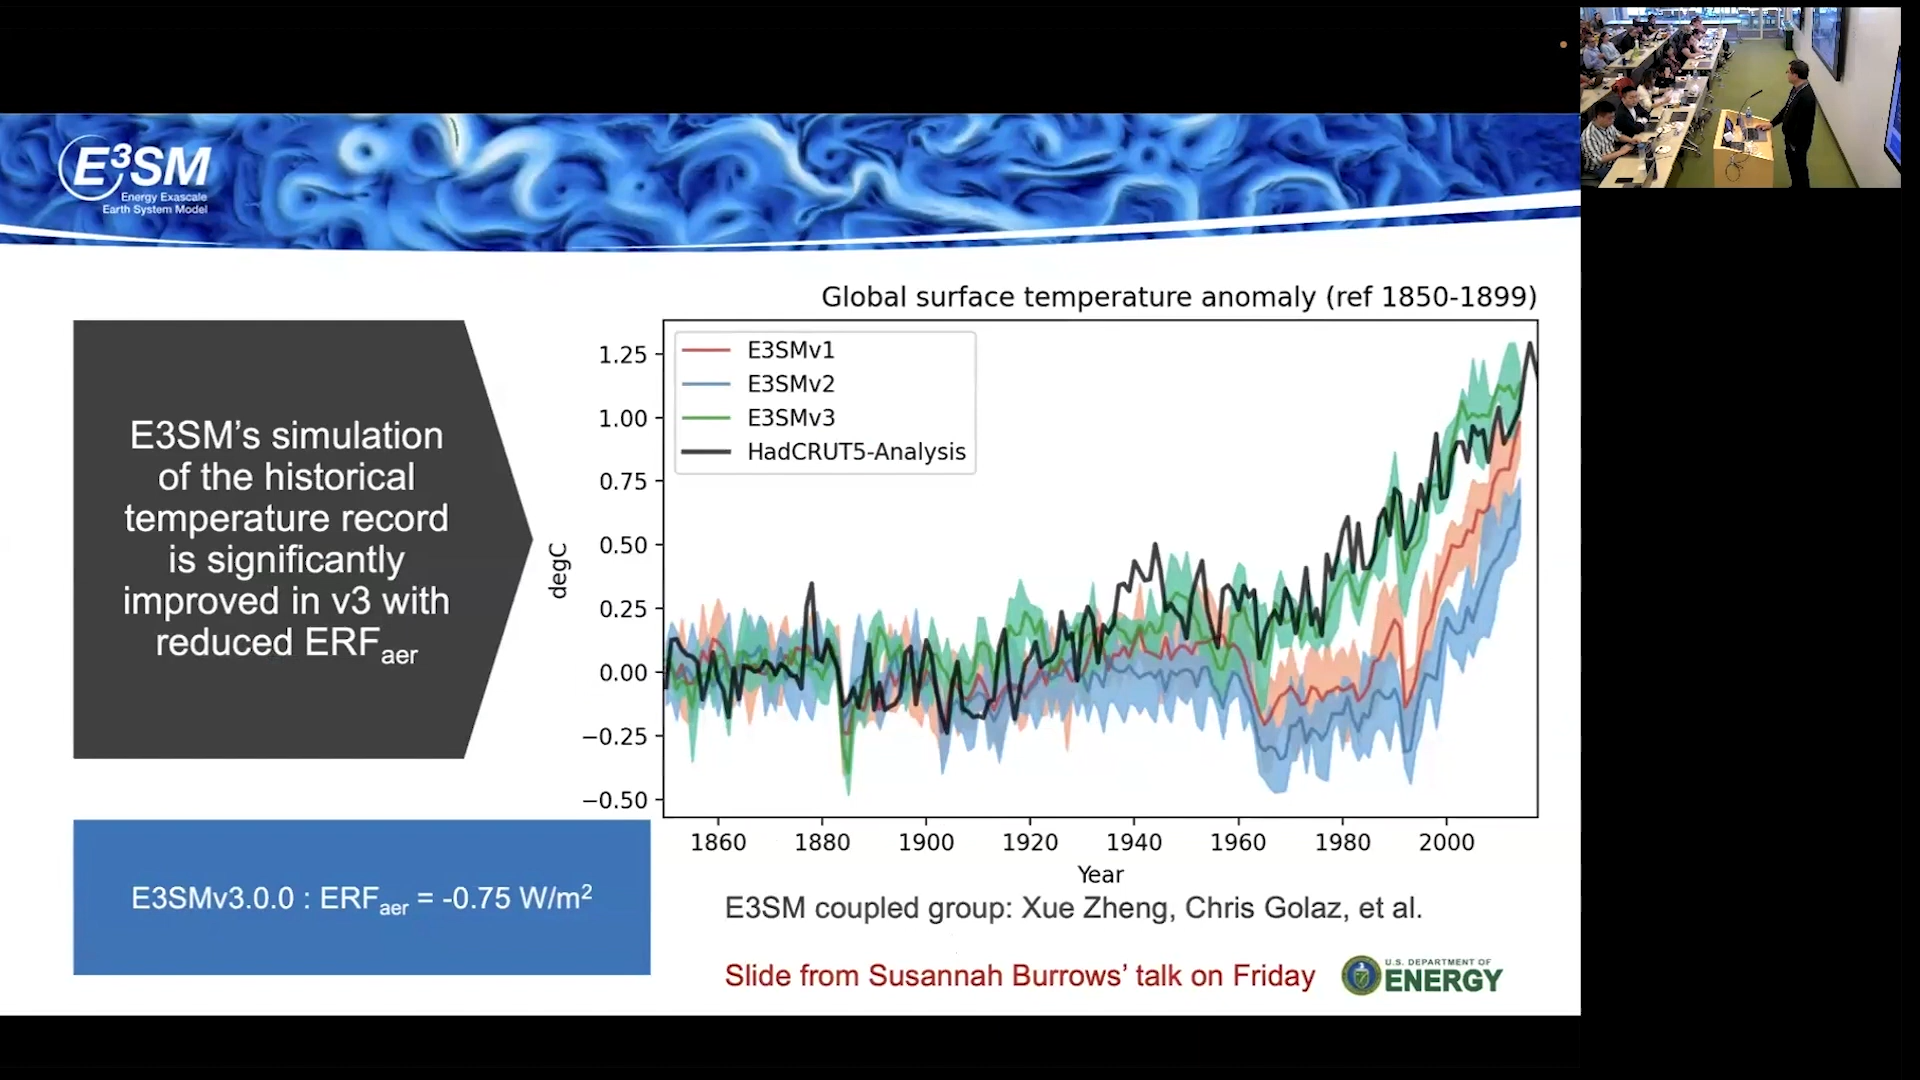 E³SM
Energy Exascale
Earth System Model
E3SM’s simulation
of the historical
temperature record
is significantly
improved in v3 with
reduced ERFaer
E3SMv3.0.0 : ERFaer = -0.75 W/m²
Global surface temperature anomaly (ref 1850-1899)
E3SMv1
E3SMv2
E3SMv3
HadCRUT5-Analysis
degC
1.25
1.00
0.75
0.50
0.25
0.00
−0.25
−0.50
1860 1880 1900 1920 1940 1960 1980 2000
Year
E3SM coupled group: Xue Zheng, Chris Golaz, et al.
Slide from Susannah Burrows’ talk on Friday
U.S. DEPARTMENT OF
ENERGY